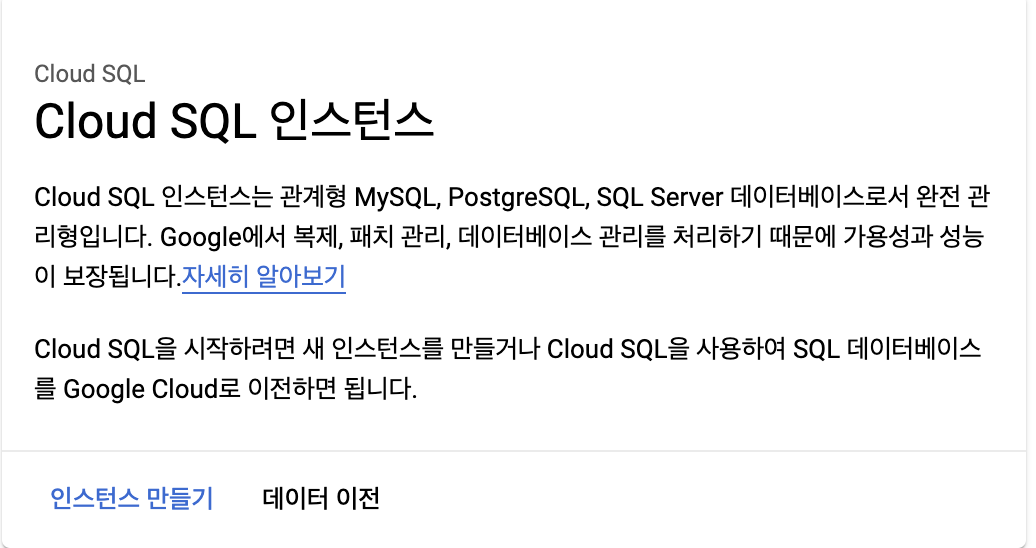 Cloud SQL
Cloud SQL 인스턴스
Cloud SQL 인스턴스는 관계형 MySQL, PostgreSQL, SQL Server 데이터베이스로서 완전 관
리형입니다. Google에서 복제, 패치 관리, 데이터베이스 관리를 처리하기 때문에 가용성과 성능
이 보장됩니다.자세히 알아보기
Cloud SQL을 시작하려면 새 인스턴스를 만들거나 Cloud SQL을 사용하여 SQL 데이터베이스
를 Google Cloud로 이전하면 됩니다.
인스턴스 만들기 데이터 이전